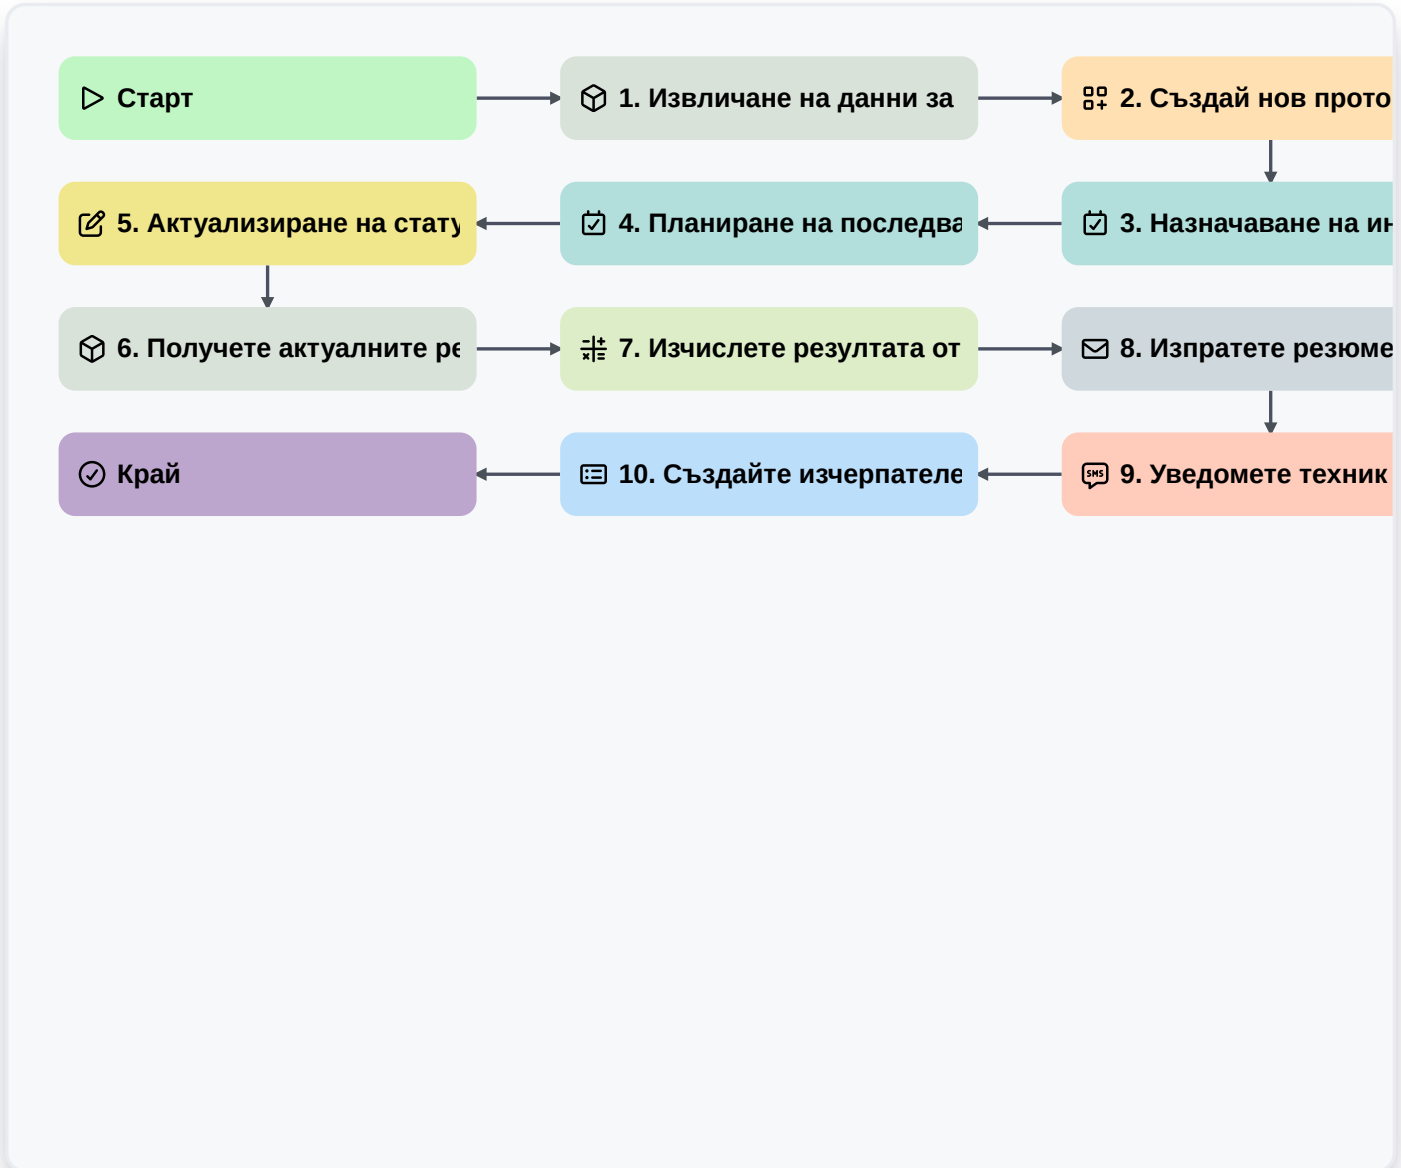 Старт
1. Извличане на данни за
2. Създай нов прото
3. Назначаване на ин
4. Планиране на последва
5. Актуализиране на стату
6. Получете актуалните ре
7. Изчислете резултата от
8. Изпратете резюме
9. Уведомете техник
SMS
10. Създайте изчерпателе
Край